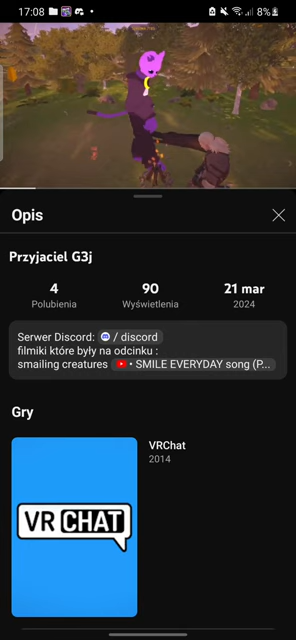 17:08
8%
Opis
Przyjaciel G3j
4
90
21 mar
Polubienia
Wyświetlenia
2024
Serwer Discord: / discord
filmiki które były na odcinku :
smailing creatures • SMILE EVERYDAY song (P...
Gry
VRChat
2014
VRCHAT